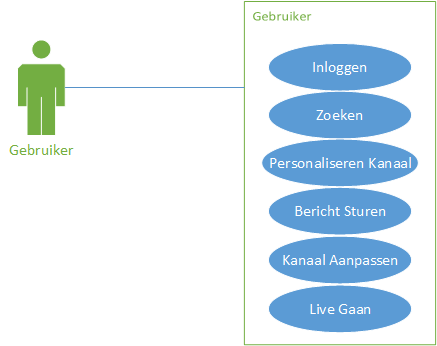 Gebruiker
Inloggen
Zoeken
Personaliseren Kanaal
Bericht Sturen
Kanaal Aanpassen
Live Gaan
Gebruiker